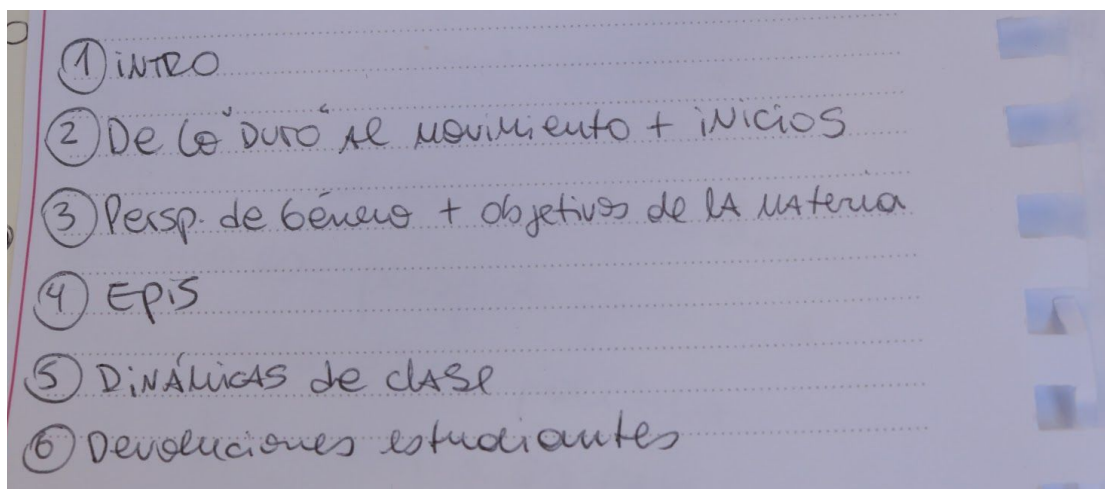 ① INTRO
② De lo "DURO" Al movimiento + iNiCiOS
③ Persp. de Género + objetivos de lA mAteria
④ EpiS
⑤ DiNÁmicAS de clASe
⑥ Devoluciones estudiantes